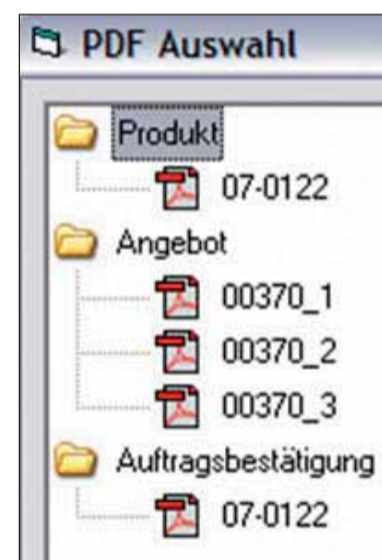 PDF Auswahl
Produkt
07-0122
Angebot
00370_1
00370_2
00370_3
Auftragsbestätigung
07-0122